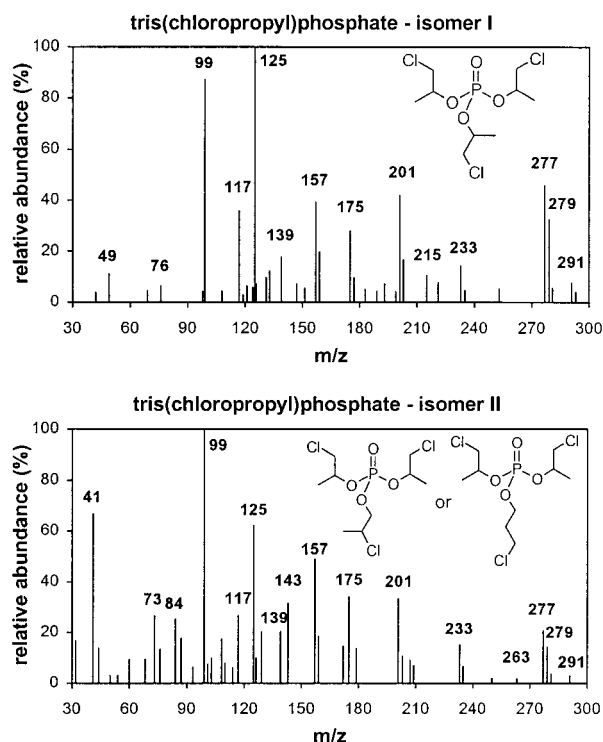 tris(chloropropyl)phosphate - isomer I
relative abundance (%)
100
80
60
40
20
0
99
125
117
157
201
277
279
139
175
49
76
215
233
291
Cl
O
Cl
O
P
O
O
Cl
30 60 90 120 150 180 210 240 270 300
m/z
tris(chloropropyl)phosphate - isomer II
relative abundance (%)
100
80
60
40
20
0
99
41
125
157
73
84
117
139
143
175
201
233
263
277
279
291
Cl
O
Cl
O
P
O
O
Cl
or
Cl
O
Cl
O
P
O
O
Cl
30 60 90 120 150 180 210 240 270 300
m/z